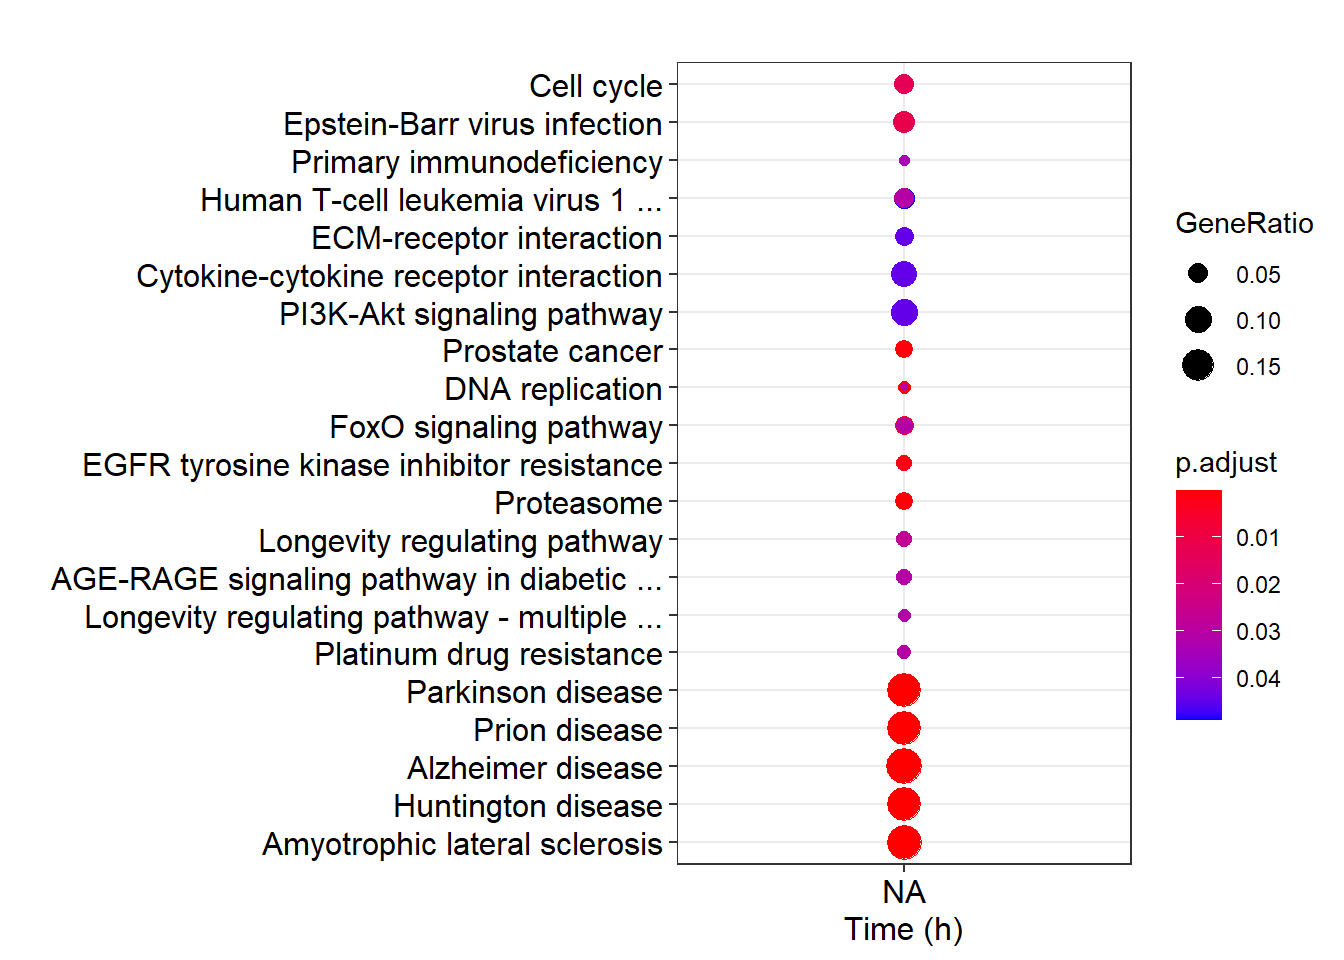 Cell cycle
Epstein-Barr virus infection
Primary immunodeficiency
Human T-cell leukemia virus 1 ...
ECM-receptor interaction
Cytokine-cytokine receptor interaction
PI3K-Akt signaling pathway
Prostate cancer
DNA replication
FoxO signaling pathway
EGFR tyrosine kinase inhibitor resistance
Proteasome
Longevity regulating pathway
AGE-RAGE signaling pathway in diabetic ...
Longevity regulating pathway - multiple ...
Platinum drug resistance
Parkinson disease
Prion disease
Alzheimer disease
Huntington disease
Amyotrophic lateral sclerosis
NA
Time (h)
GeneRatio
0.05
0.10
0.15
p.adjust
0.01
0.02
0.03
0.04